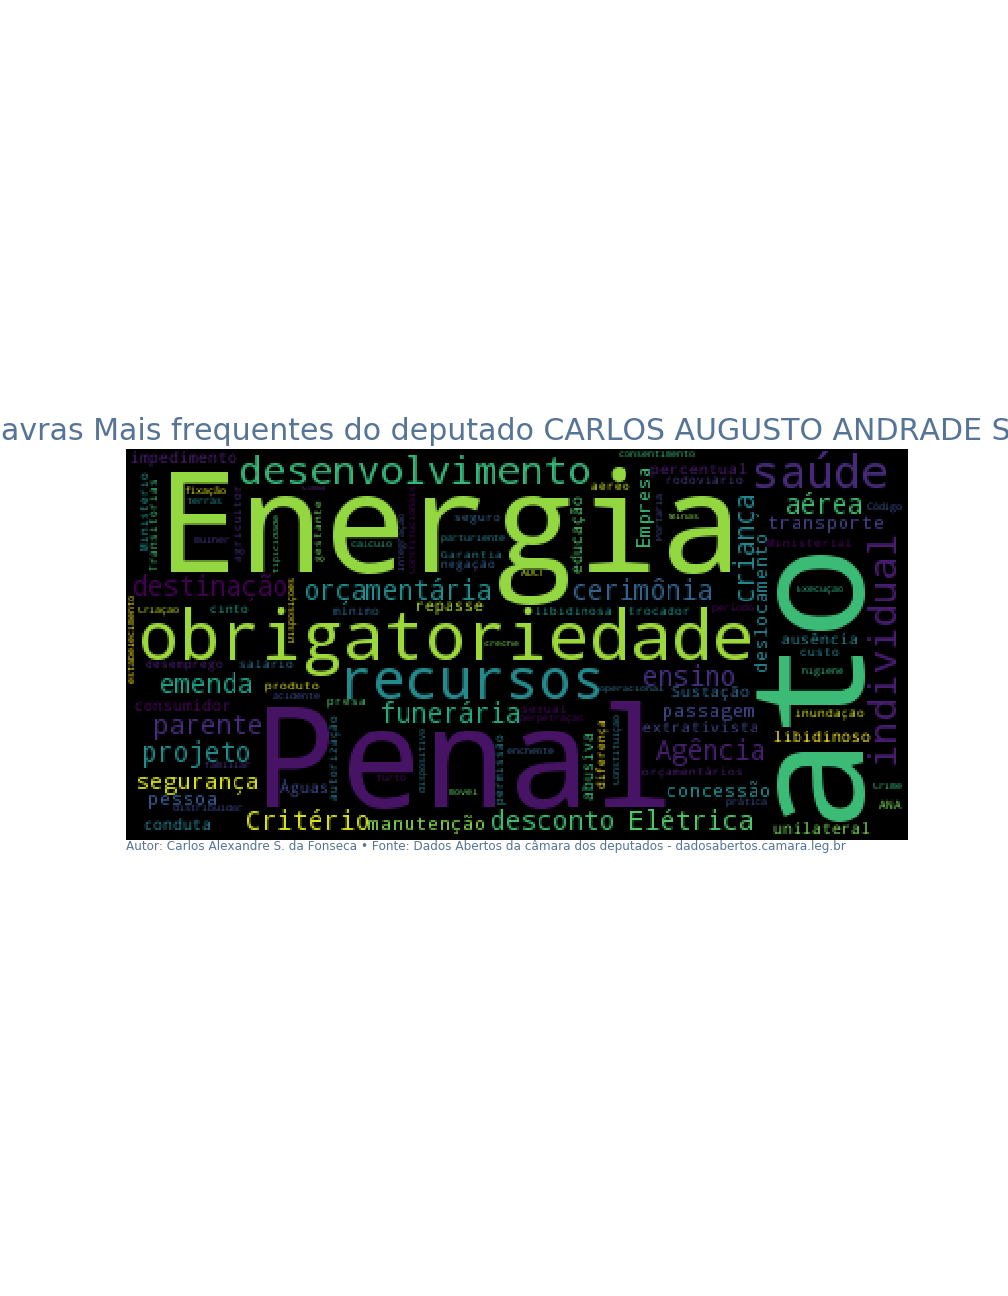 avras Mais frequentes do deputado CARLOS AUGUSTO ANDRADE S
impedimento
consentimento
desenvolvimento
percentual
rodoviário
saúde
Ministério
Transitórias
fixação
terras
Energia
aéreo
Empresa
aérea
Código
transporte
agricultor
tipicidade
gestante
seguro
educação
Portaria
Minas
criança
mulher
cálculo
integração
parturiente
Garantia
negação
Ministerial
ADCT
destinação
orçamentária
cerimônia
deslocamento
ato
individual
execução
estabelecimento
Criação
cinto
Disposições
mínimo
repasse
libidinosa
trocador
período
obrigatoriedade
creche
ausência
custo
desemprego
salário
recursos
ensino
higiene
emenda
produto
acidente
operacional
Sustação
consumidor
presa
funerária
sexual
perpetração
passagem
inundação
parente
Penal
extrativista
libidinoso
projeto
autorização
dispositivo
enchente
permissão
abusiva
diferença
constituição
Agência
orçamentários
família
furto
segurança
Águas
móvel
concessão
crime
pessoa
distribuidor
prática
ANA
conduta
Critério
manutenção
desconto
Elétrica
unilateral
Autor: Carlos Alexandre S. da Fonseca • Fonte: Dados Abertos da câmara dos deputados - dadosabertos.camara.leg.br